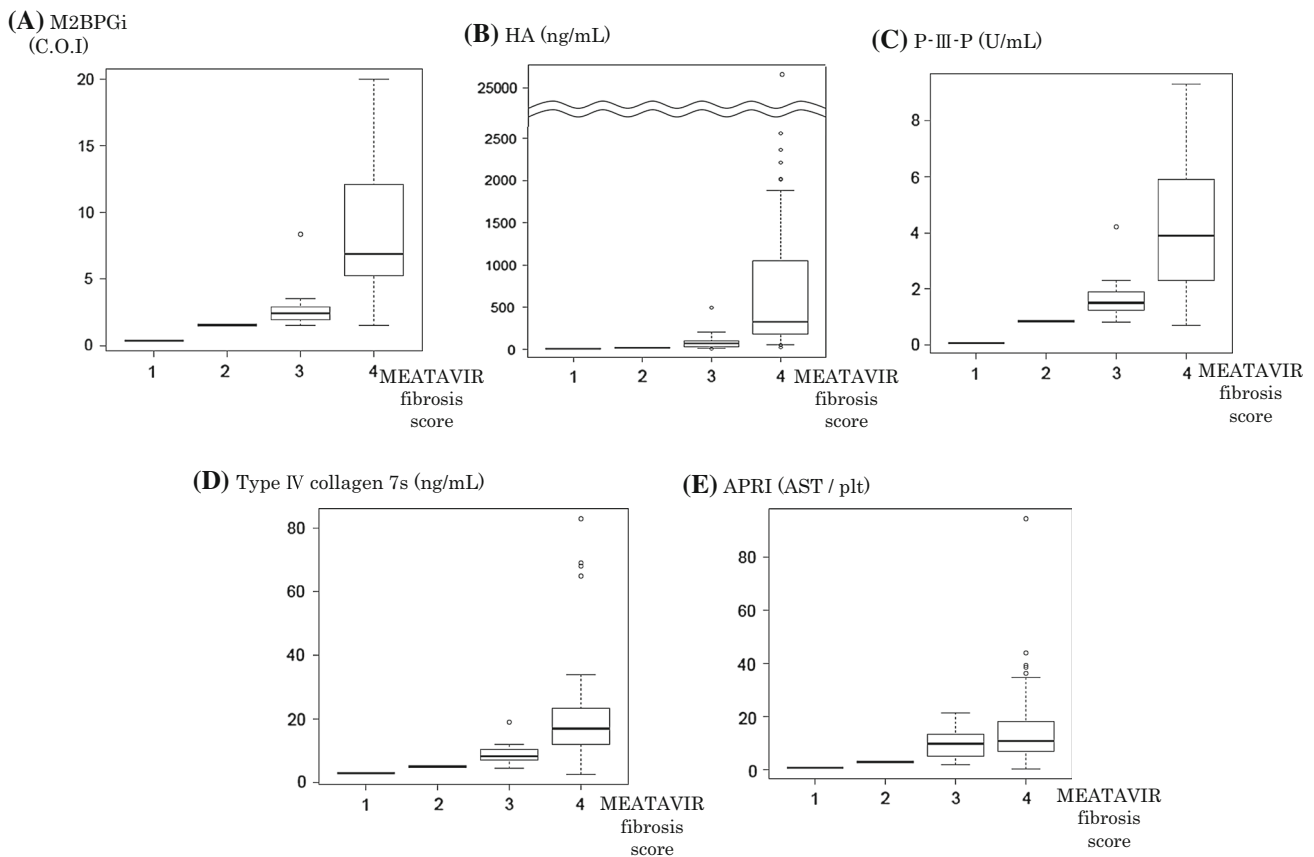 (A) M2BPGi
(C.O.I)
20
15
10
5
0
1 2 3 4 MEATAVIR
fibrosis
score
(B) HA (ng/mL)
25000
2500
2000
1500
1000
500
0
1 2 3 4 MEATAVIR
fibrosis
score
(C) P-Ⅲ-P (U/mL)
8
6
4
2
0
1 2 3 4 MEATAVIR
fibrosis
score
(D) Type Ⅳ collagen 7s (ng/mL)
80
60
40
20
0
1 2 3 4 MEATAVIR
fibrosis
score
(E) APRI (AST / plt)
80
60
40
20
0
1 2 3 4 MEATAVIR
fibrosis
score